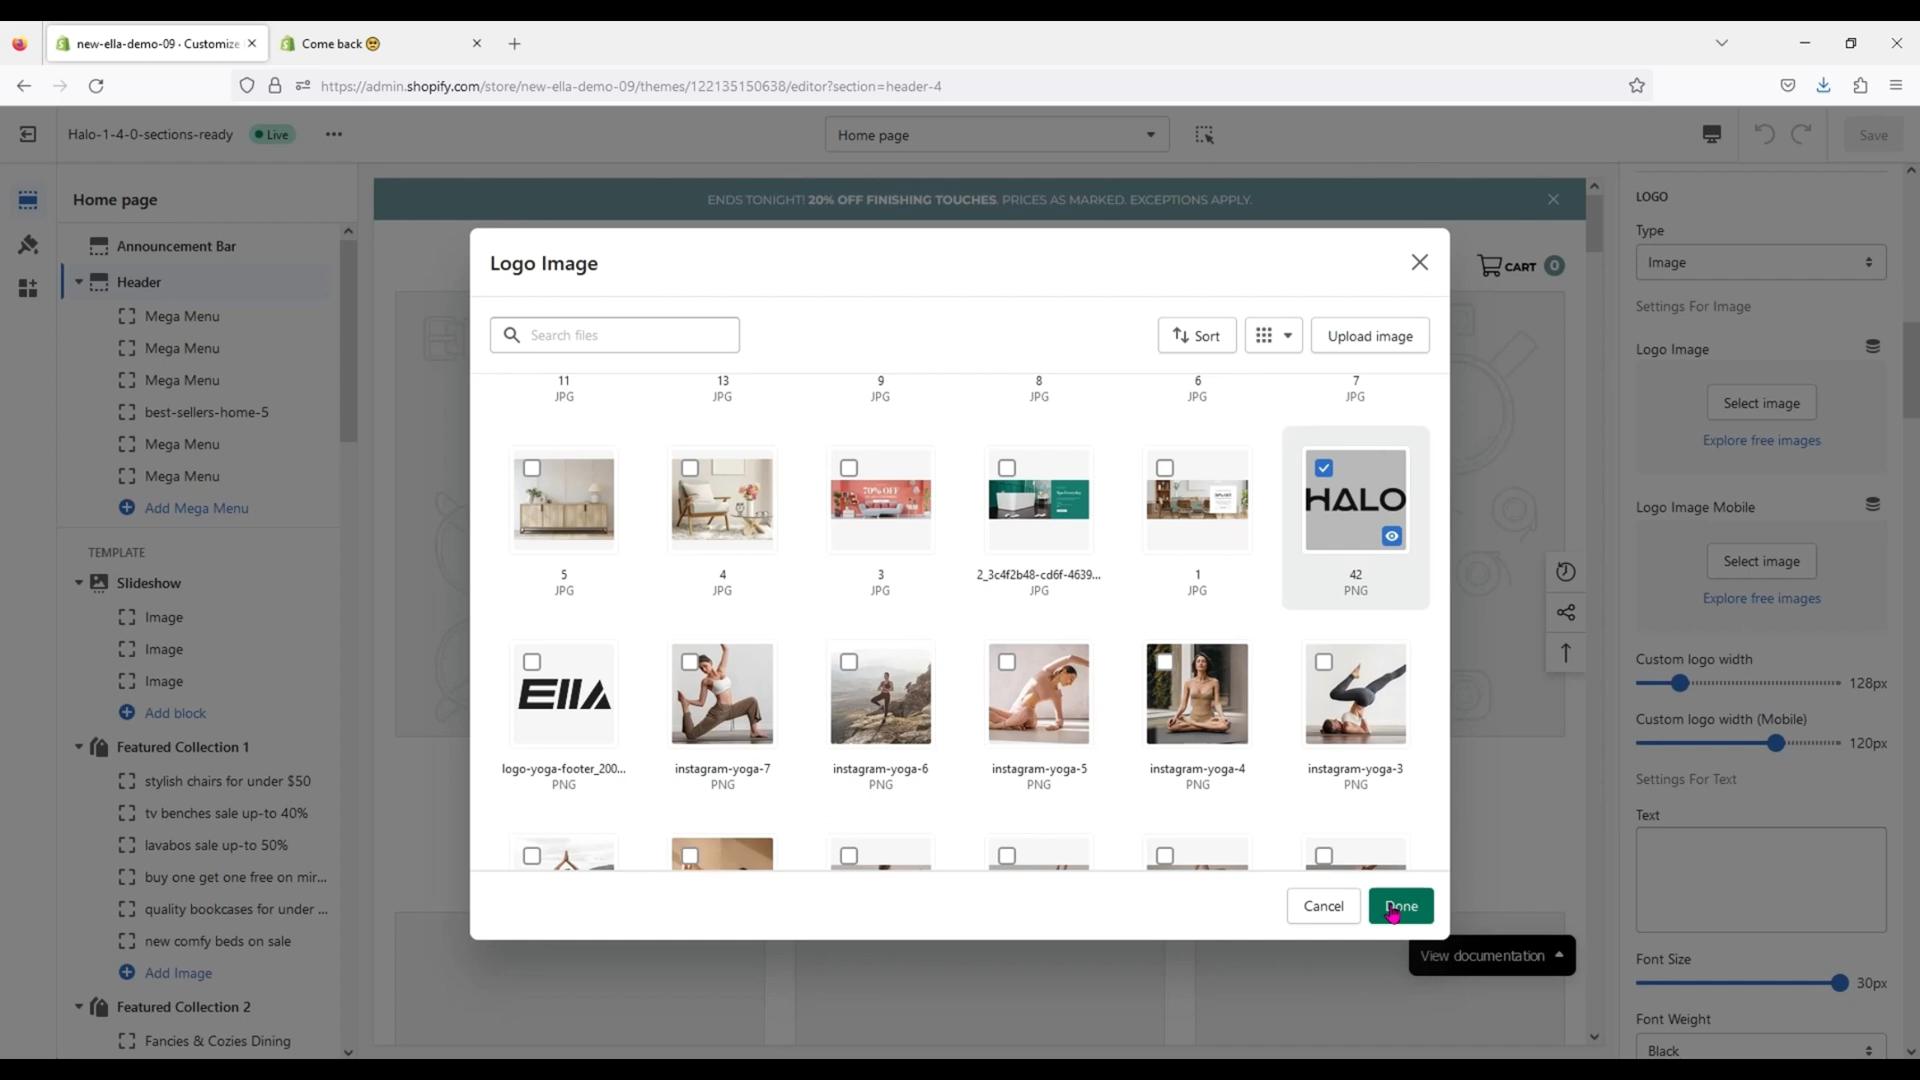 new-ella-demo-09 · Customize
Come back 🥺
https://admin.shopify.com/store/new-ella-demo-09/themes/122135150638/editor?section=header-4
Halo-1-4-0-sections-ready
Live
Home page
Save
Home page
Announcement Bar
Header
Mega Menu
Mega Menu
Mega Menu
best-sellers-home-5
Mega Menu
Mega Menu
Add Mega Menu
TEMPLATE
Slideshow
Image
Image
Image
Add block
Featured Collection 1
stylish chairs for under $50
tv benches sale up-to 40%
lavabos sale up-to 50%
buy one get one free on mir...
quality bookcases for under ...
new comfy beds on sale
Add Image
Featured Collection 2
Fancies & Cozies Dining
ENDS TONIGHT! 20% OFF FINISHING TOUCHES. PRICES AS MARKED. EXCEPTIONS APPLY.
CART 0
Logo Image
Search files
Sort
Upload image
11
JPG
13
JPG
9
JPG
8
JPG
6
JPG
7
JPG
70% OFF
HALO
5
JPG
4
JPG
3
JPG
2_3c4f2b48-cd6f-4639...
JPG
1
JPG
42
PNG
EllA
logo-yoga-footer_200...
PNG
instagram-yoga-7
PNG
instagram-yoga-6
PNG
instagram-yoga-5
PNG
instagram-yoga-4
PNG
instagram-yoga-3
PNG
Cancel
Done
View documentation
LOGO
Type
Image
Settings For Image
Logo Image
Select image
Explore free images
Logo Image Mobile
Select image
Explore free images
Custom logo width
128px
Custom logo width (Mobile)
120px
Settings For Text
Text
Font Size
30px
Font Weight
Black